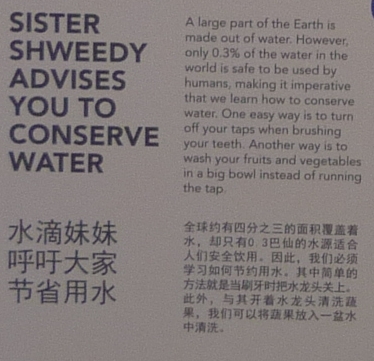 SISTER
SHWEEDY
ADVISES
YOU TO
CONSERVE
WATER
A large part of the Earth is
made out of water. However,
only 0.3% of the water in the
world is safe to be used by
humans, making it imperative
that we learn how to conserve
water. One easy way is to turn
off your taps when brushing
your teeth. Another way is to
wash your fruits and vegetables
in a big bowl instead of running
the tap.
水滴妹妹
呼吁大家
节省用水
全球约有四分之三的面积覆盖着
水，却只有0.3巴仙的水源适合
人们安全饮用。因此，我们必须
学习如何节约用水。其中简单的
方法就是当刷牙时把水龙头关上。
此外，与其开着水龙头清洗蔬
果，我们可以将蔬果放入一盆水
中清洗。